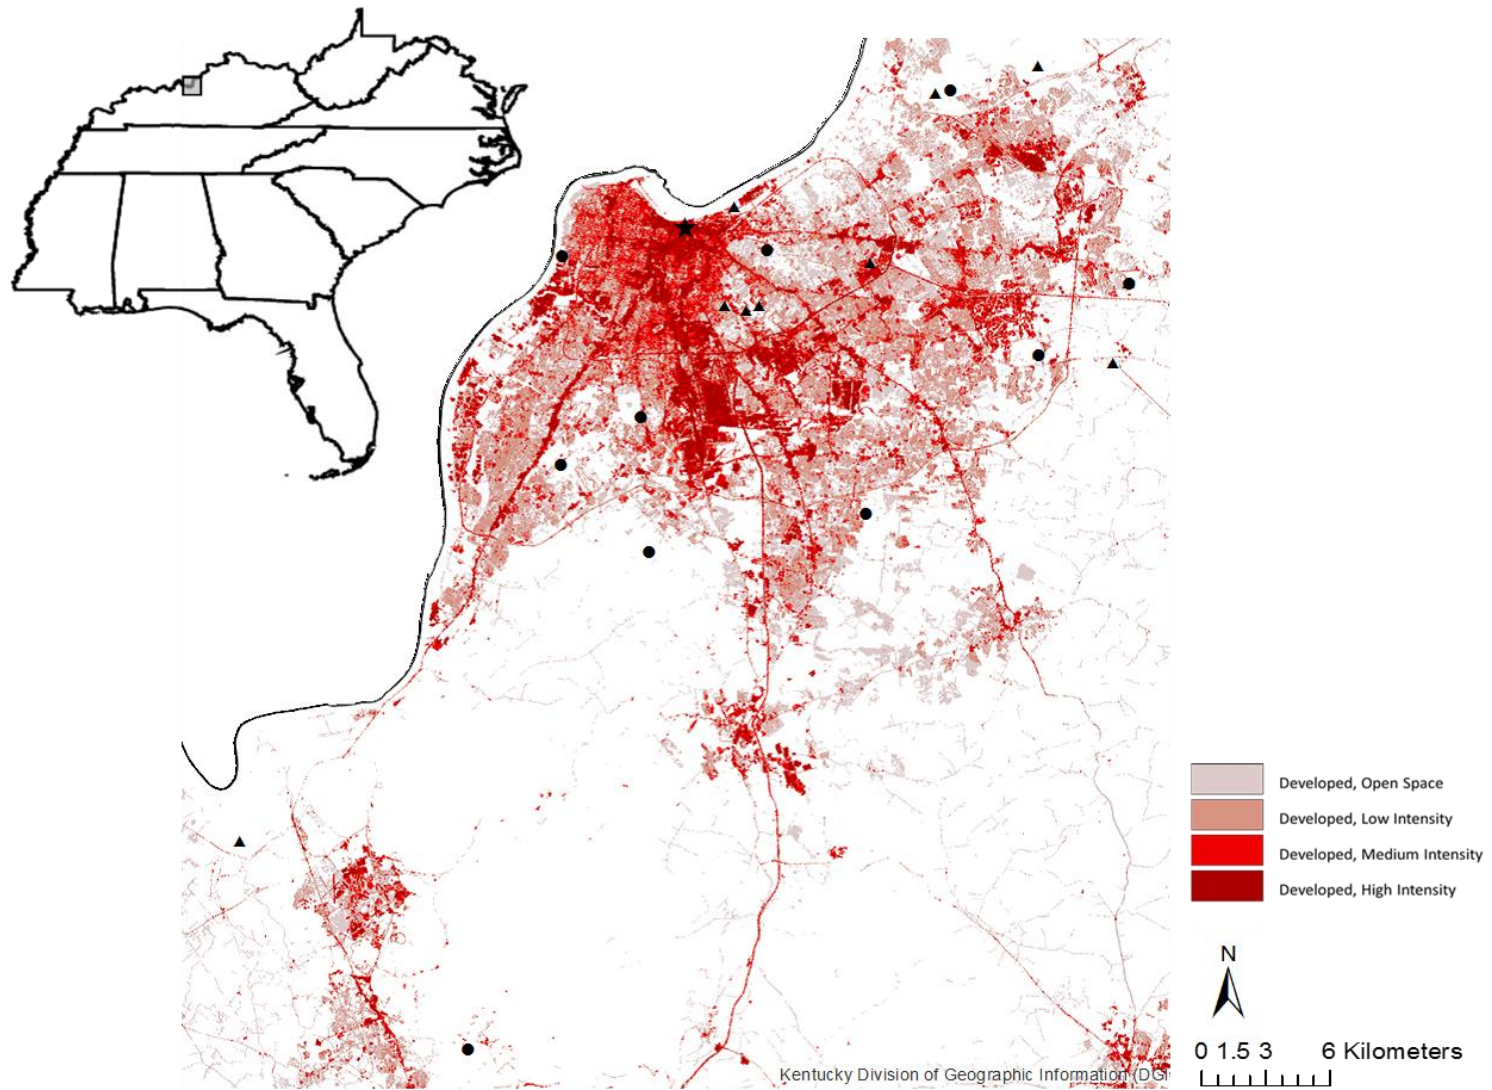 Developed, Open Space
Developed, Low Intensity
Developed, Medium Intensity
Developed, High Intensity
N
0 1.5 3 6 Kilometers
Kentucky Division of Geographic Information (DGI